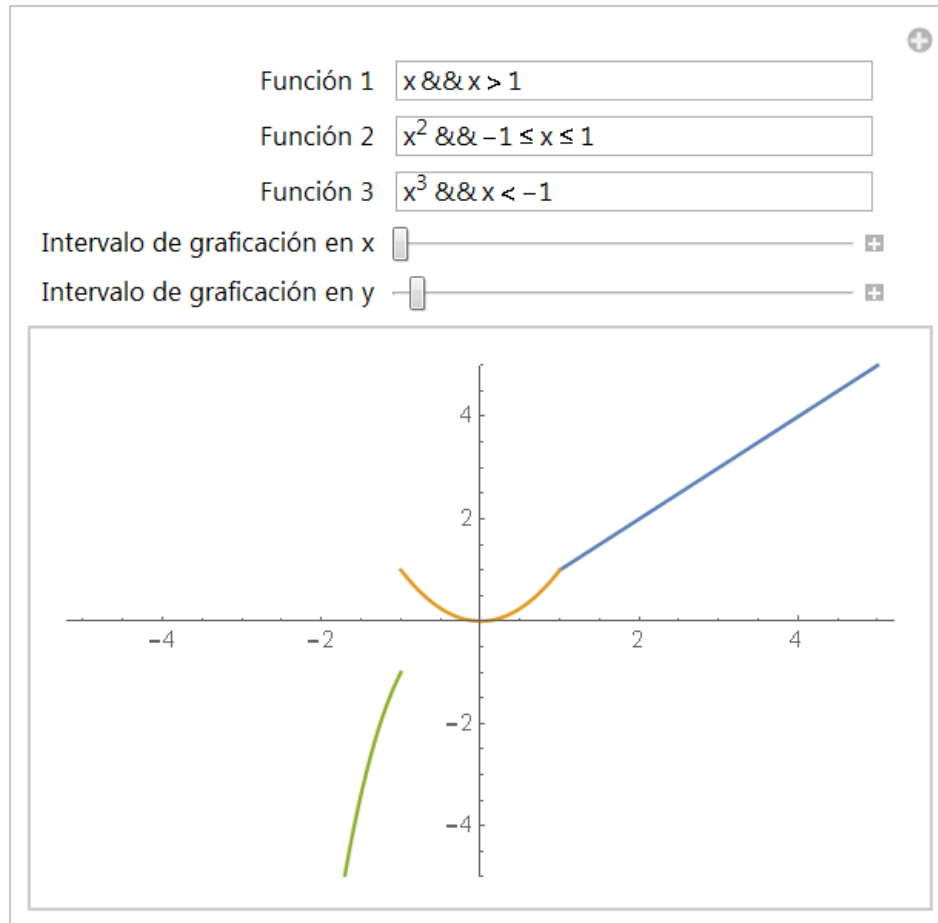 Función 1 x && x > 1
Función 2 x² && −1 ≤ x ≤ 1
Función 3 x³ && x < −1
Intervalo de graficación en x
Intervalo de graficación en y
4
2
−4 −2 2 4
−2
−4